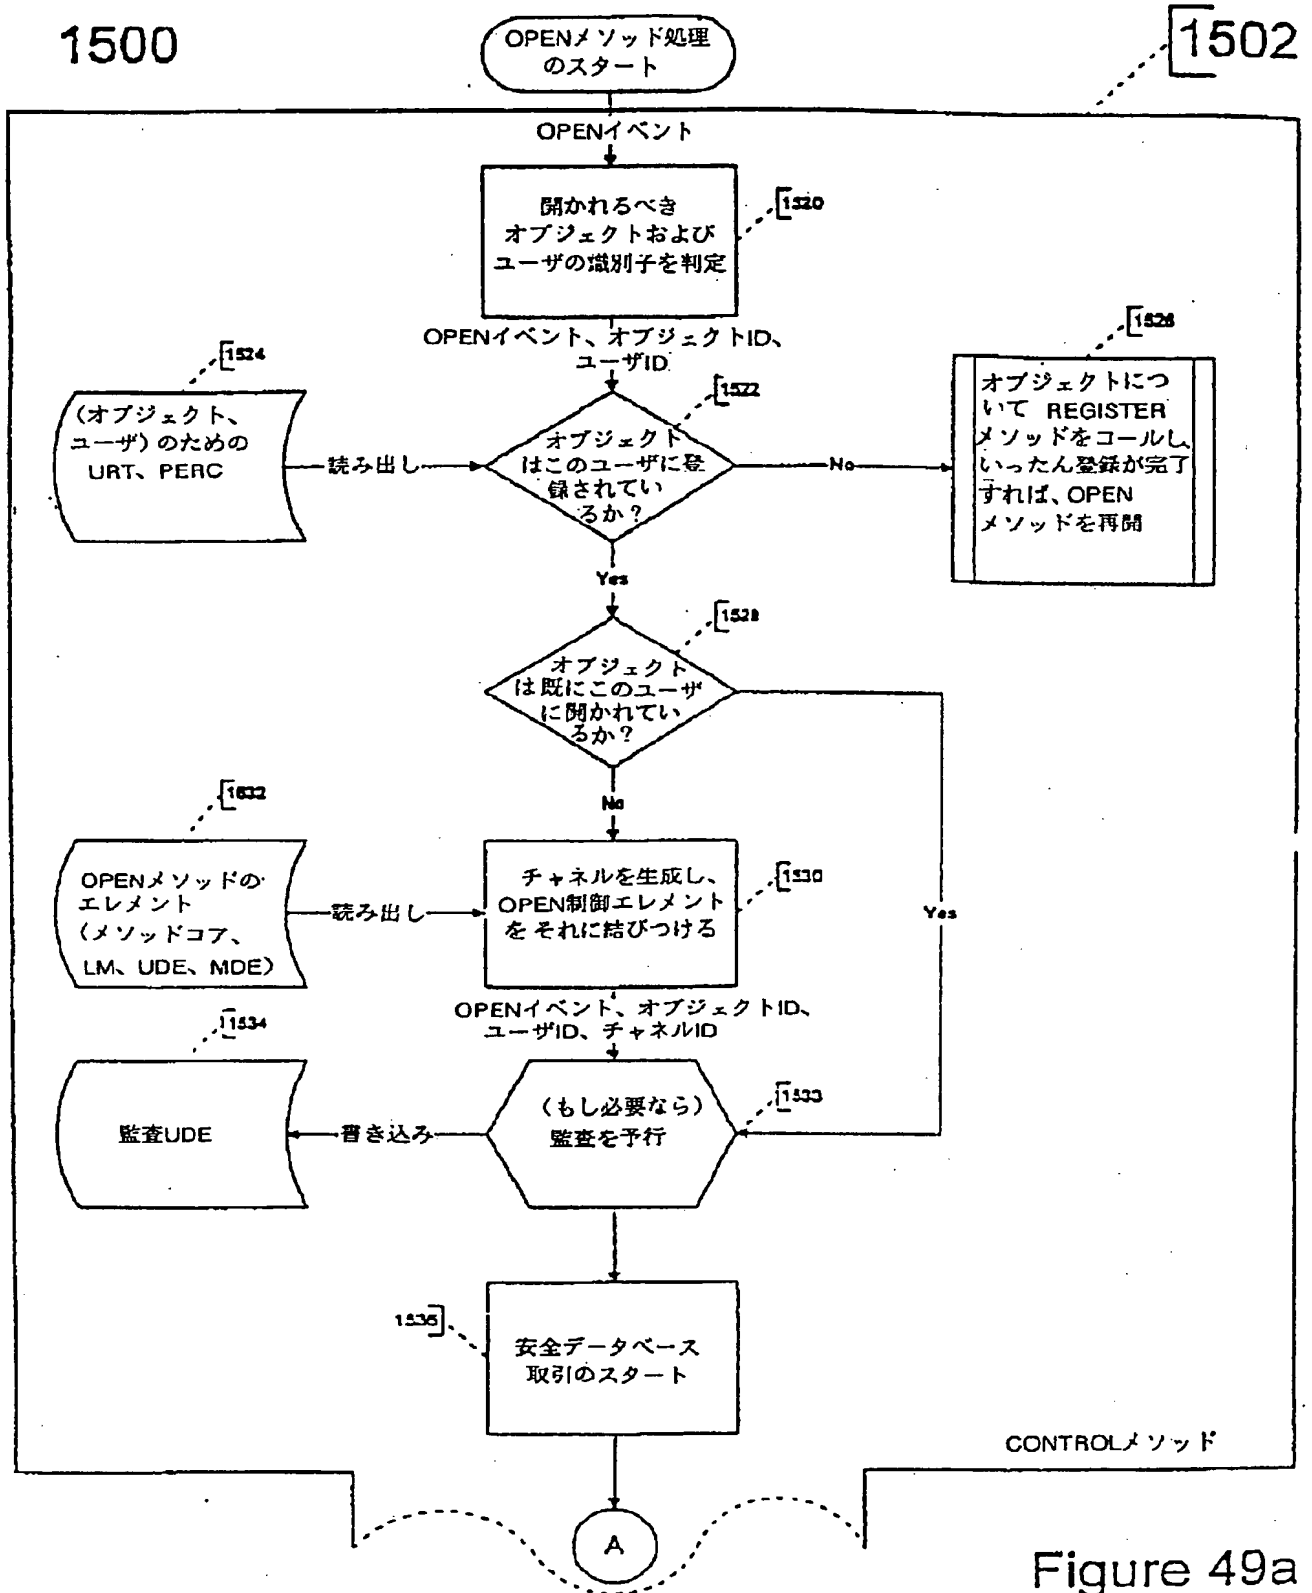 1500
OPENメソッド処理
のスタート
1502
OPENイベント
開かれるべき
オブジェクトおよび
ユーザの識別子を判定
1520
OPENイベント、オブジェクトID、
ユーザID
1524
(オブジェクト、
ユーザ)のための
URT、PERC
読み出し
1522
オブジェクト
はこのユーザに登
録されてい
るか?
No
1526
オブジェクトにつ
いて REGISTER
メソッドをコールし、
いったん登録が完了
すれば、OPEN
メソッドを再開
Yes
1528
オブジェクト
は既にこのユーザ
に開かれてい
るか?
No
Yes
1532
OPENメソッドの
エレメント
(メソッドコア、
LM、UDE、MDE)
読み出し
チャネルを生成し、
OPEN制御エレメント
をそれに結びつける
1530
OPENイベント、オブジェクトID、
ユーザID、チャネルID
1534
監査UDE
書き込み
(もし必要なら)
監査を予行
1533
1536
安全データベース
取引のスタート
CONTROLメソッド
A
Figure 49a